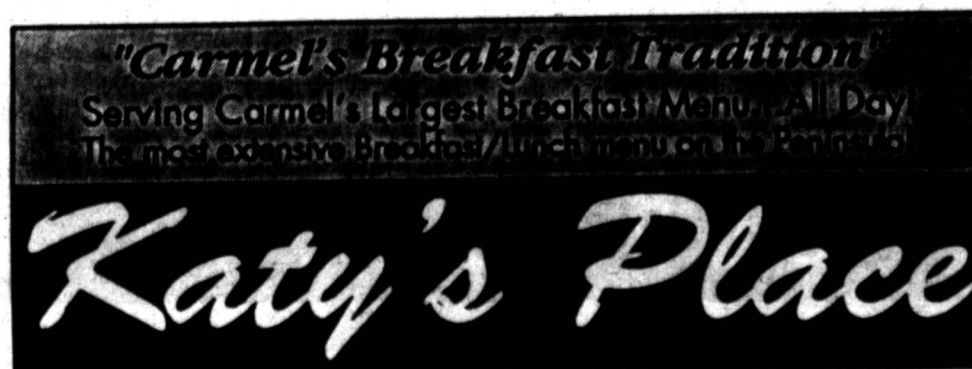 "Carmel's Breakfast Tradition"
Serving Carmel's Largest Breakfast Menu... All Day!
The most extensive Breakfast/Lunch menu on the Peninsula!
Katy's Place